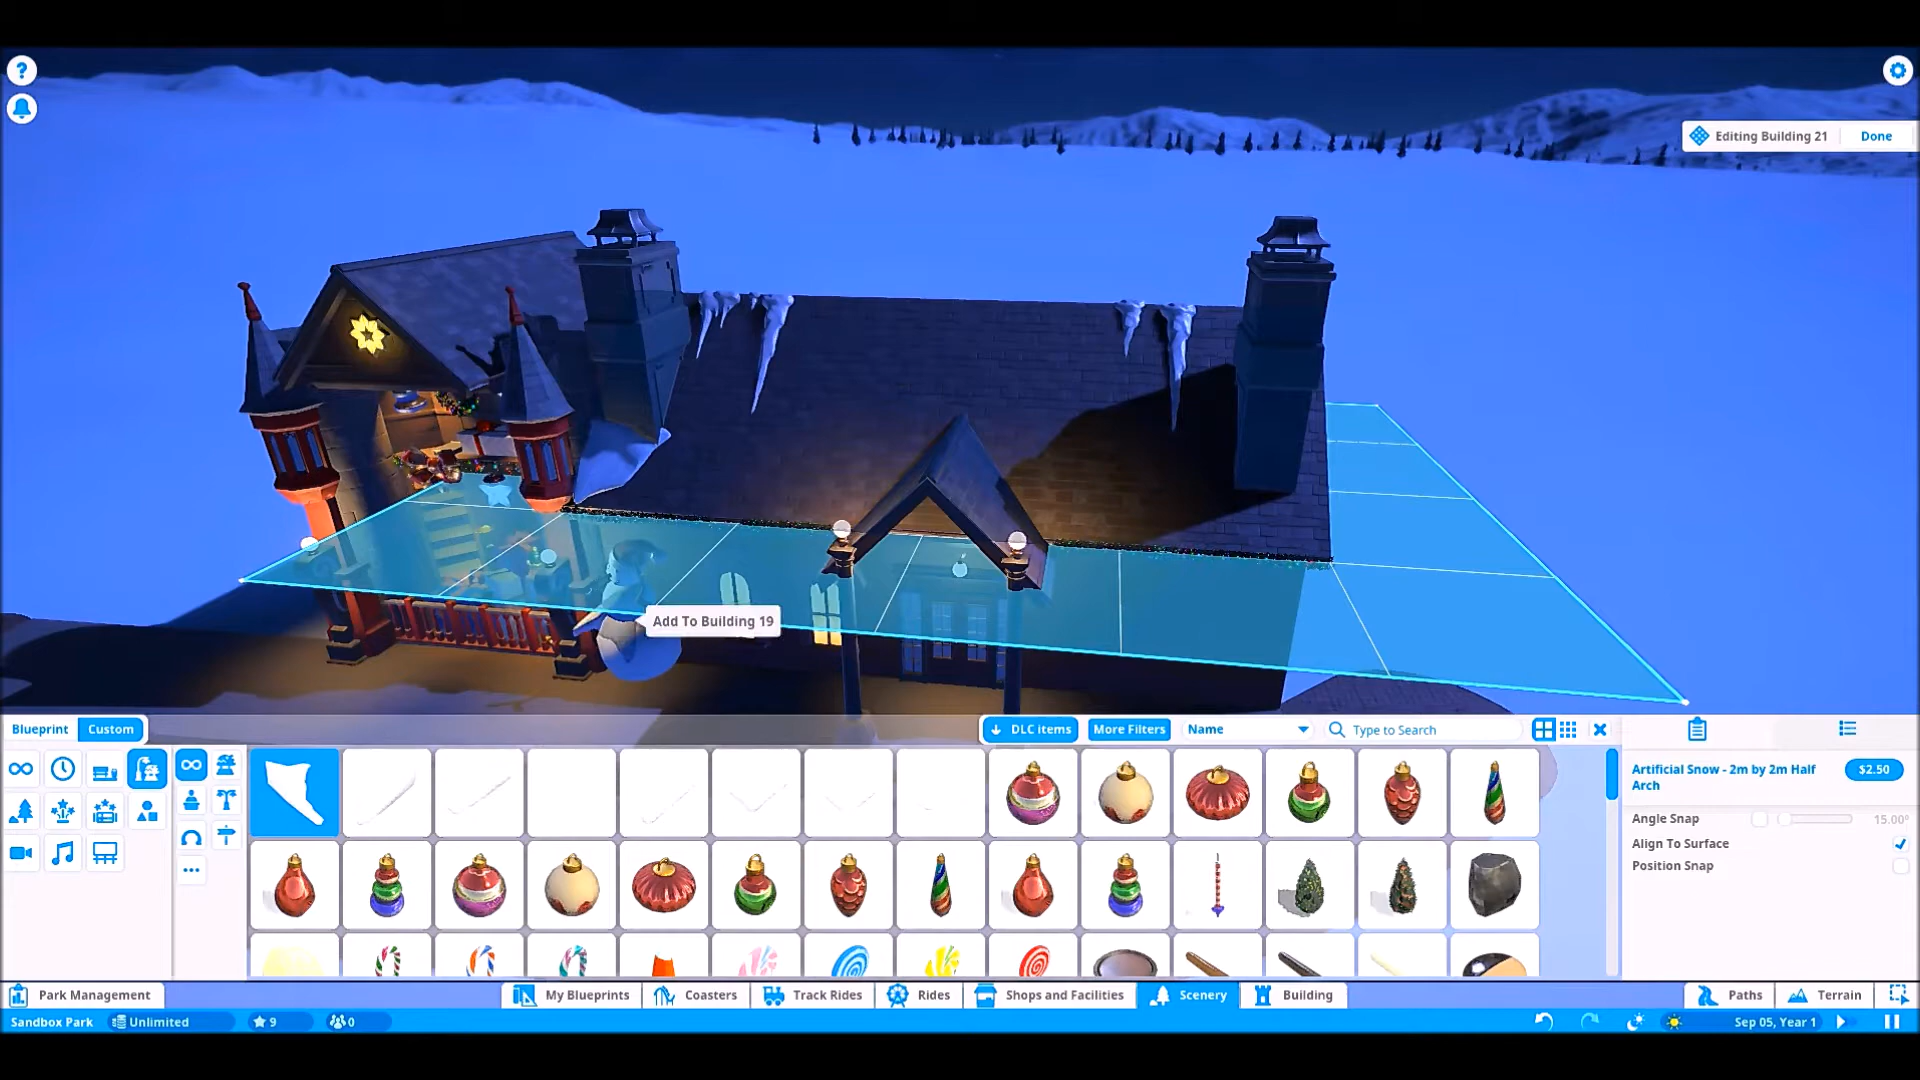 ?
Editing Building 21 Done
Add To Building 19
Blueprint Custom
DLC items More Filters Name Type to Search
Artificial Snow - 2m by 2m Half Arch $2.50
Angle Snap 15.00°
Align To Surface
Position Snap
Park Management My Blueprints Coasters Track Rides Rides Shops and Facilities Scenery Building Paths Terrain
Sandbox Park Unlimited 9 0 Sep 05, Year 1